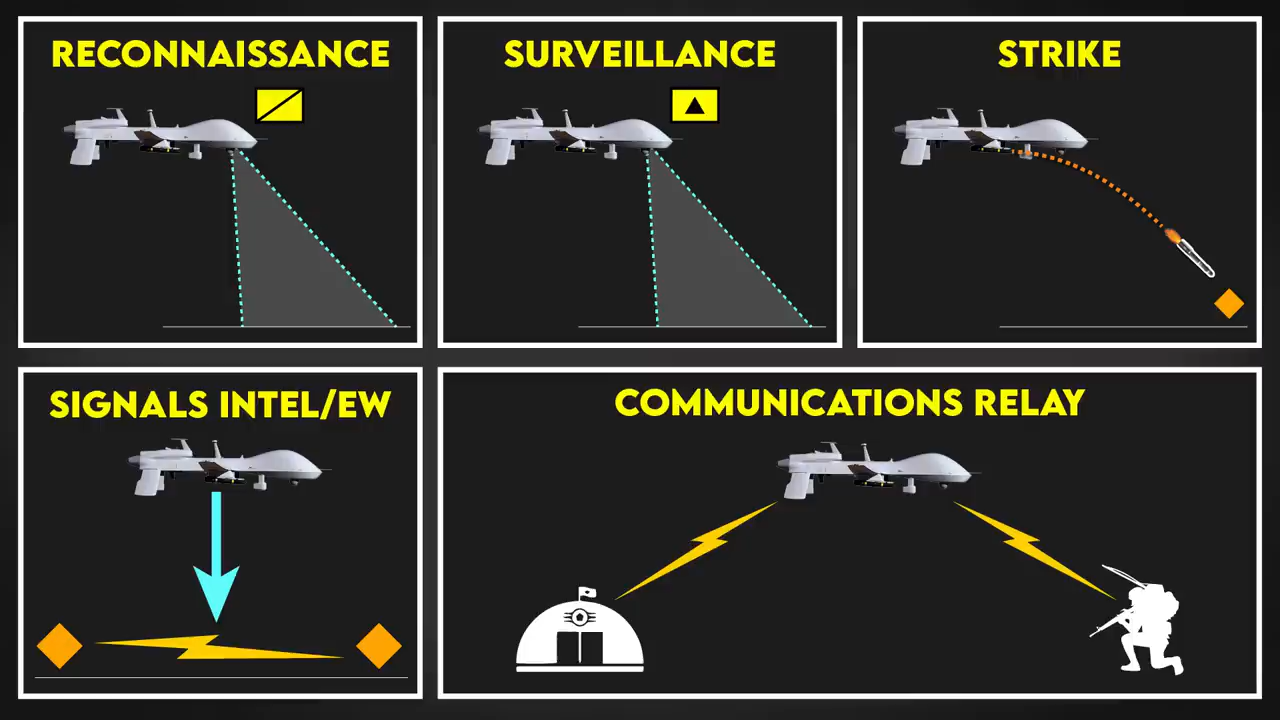 RECONNAISSANCE
SURVEILLANCE
STRIKE
SIGNALS INTEL/EW
COMMUNICATIONS RELAY